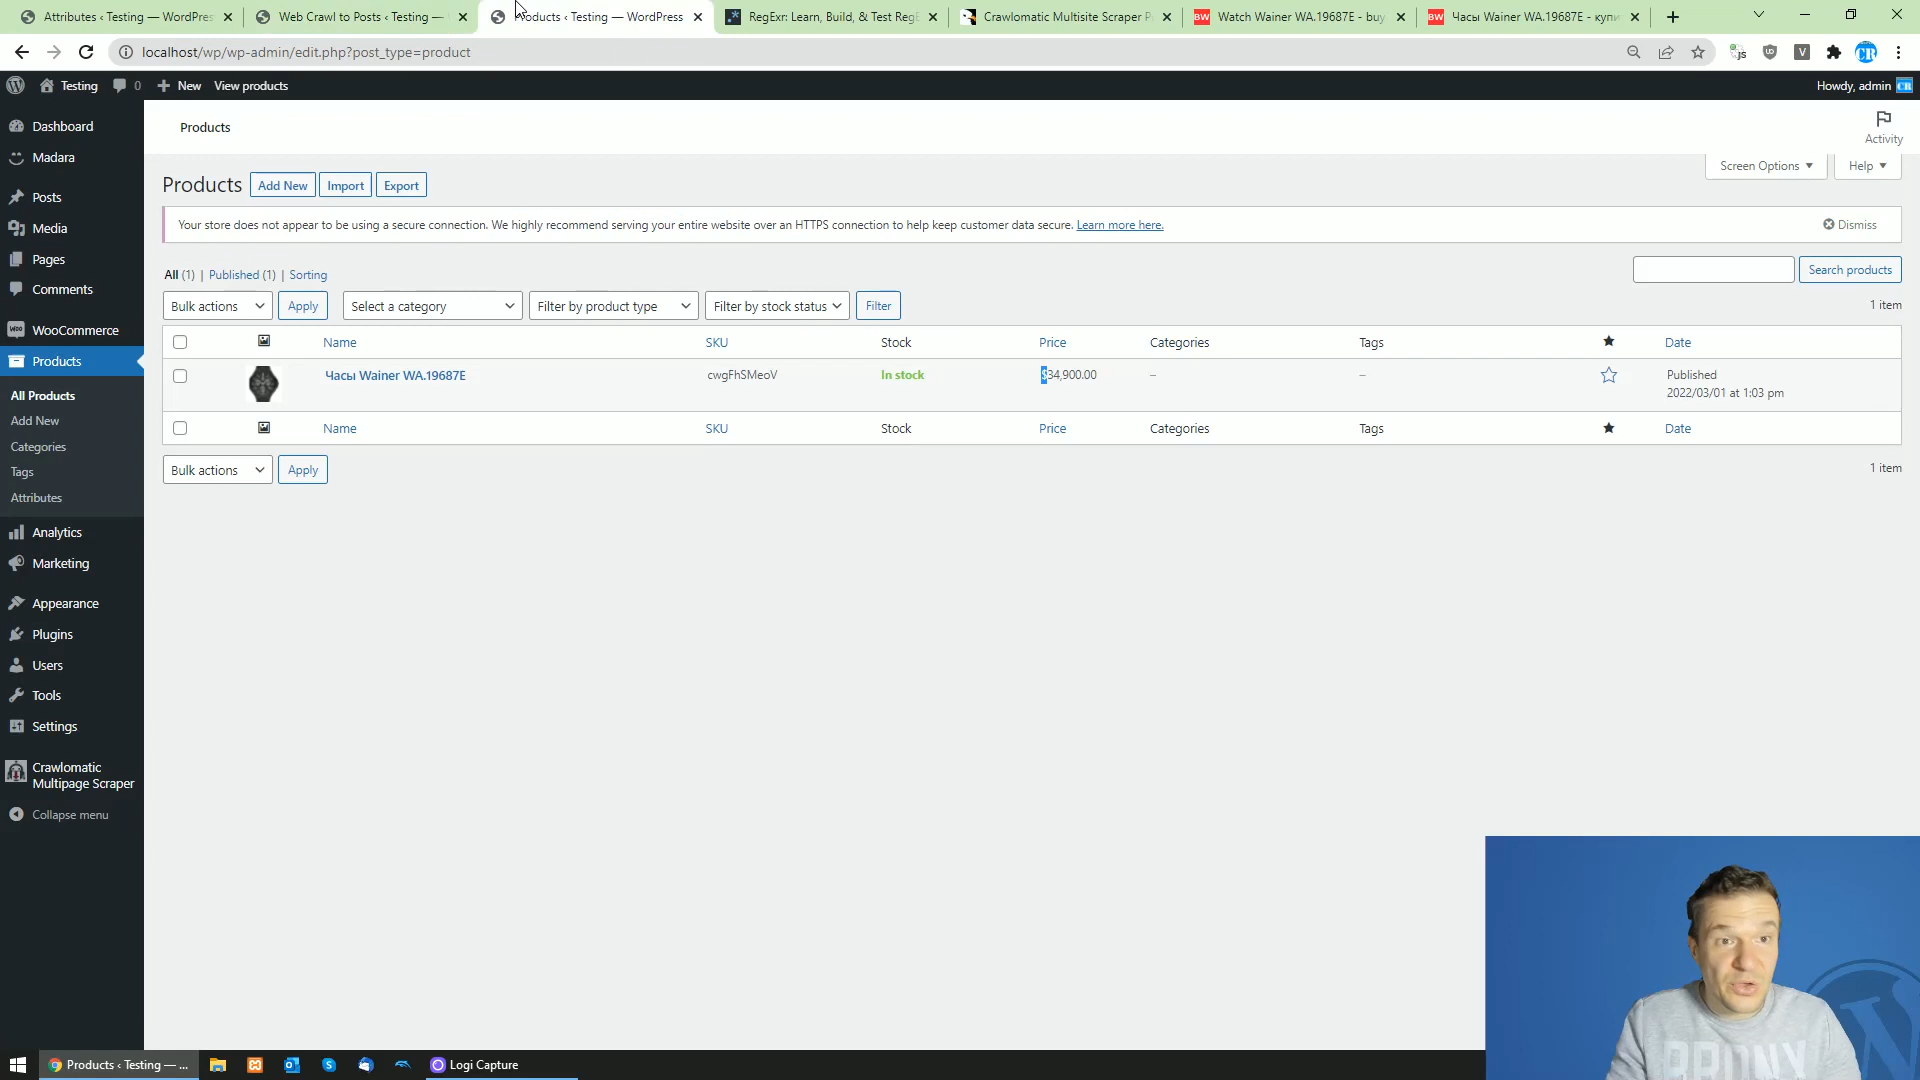 Attributes ‹ Testing — WordPres
Web Crawl to Posts ‹ Testing —
Products ‹ Testing — WordPress
RegExr: Learn, Build, & Test RegE
Crawlomatic Multisite Scraper P
BW Watch Wainer WA.19687E - buy
BW Часы Wainer WA.19687E - купи
localhost/wp/wp-admin/edit.php?post_type=product
Testing
0
New
View products
Howdy, admin
Dashboard
Madara
Posts
Media
Pages
Comments
WooCommerce
Products
All Products
Add New
Categories
Tags
Attributes
Analytics
Marketing
Appearance
Plugins
Users
Tools
Settings
Crawlomatic
Multipage Scraper
Collapse menu
Products
Activity
Screen Options
Help
Products
Add New
Import
Export
Your store does not appear to be using a secure connection. We highly recommend serving your entire website over an HTTPS connection to help keep customer data secure. Learn more here.
Dismiss
All (1) | Published (1) | Sorting
Search products
Bulk actions
Apply
Select a category
Filter by product type
Filter by stock status
Filter
1 item
Name SKU Stock Price Categories Tags Date
Часы Wainer WA.19687E cwgFhSMeoV In stock $34,900.00 – – Published
2022/03/01 at 1:03 pm
Name SKU Stock Price Categories Tags Date
Bulk actions
Apply
1 item
BRONX
Products ‹ Testing — ...
Logi Capture